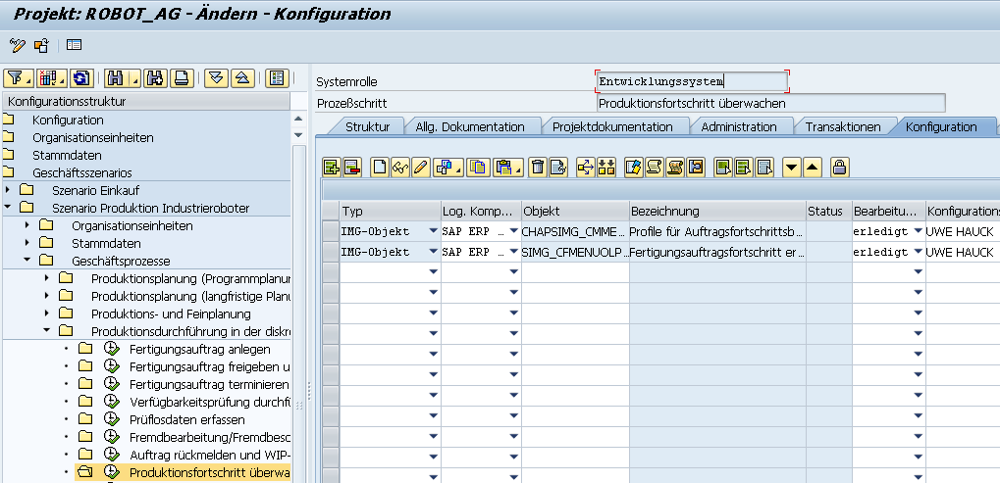 Projekt: ROBOT_AG - Ändern - Konfiguration
Konfigurationsstruktur
Konfiguration
Organisationseinheiten
Stammdaten
Geschäftsszenarios
Szenario Einkauf
Szenario Produktion Industrieroboter
Organisationseinheiten
Stammdaten
Geschäftsprozesse
Produktionsplanung (Programmplanun
Produktionsplanung (langfristige Planu
Produktions- und Feinplanung
Produktionsdurchführung in der diskre
Fertigungsauftrag anlegen
Fertigungsauftrag freigeben u
Fertigungsauftrag terminieren
Verfügbarkeitsprüfung durchfü
Prüflosdaten erfassen
Fremdbearbeitung/Fremdbesc
Auftrag rückmelden und WIP-
Produktionsfortschritt überwa
Systemrolle Entwicklungssystem
Prozeßschritt Produktionsfortschritt überwachen
Struktur Allg. Dokumentation Projektdokumentation Administration Transaktionen Konfiguration
Typ Log. Komp... Objekt Bezeichnung Status Bearbeitu... Konfigurations
IMG-Objekt SAP ERP ... CHAPSIMG_CMME... Profile für Auftragsfortschrittsb... erledigt UWE HAUCK
IMG-Objekt SAP ERP ... SIMG_CFMENUOLP... Fertigungsauftragsfortschritt er... erledigt UWE HAUCK